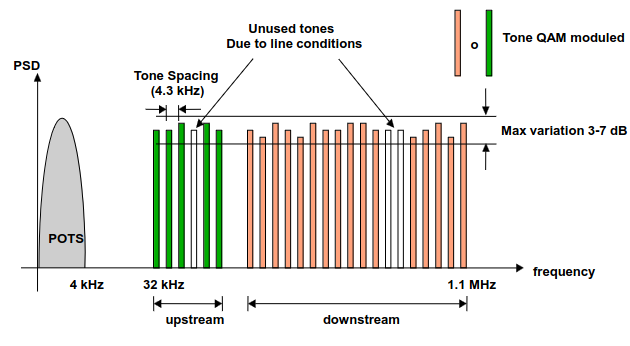 Unused tones
Due to line conditions
o
Tone QAM moduled
PSD
Tone Spacing
(4.3 kHz)
Max variation 3-7 dB
POTS
frequency
4 kHz
32 kHz
1.1 MHz
upstream
downstream